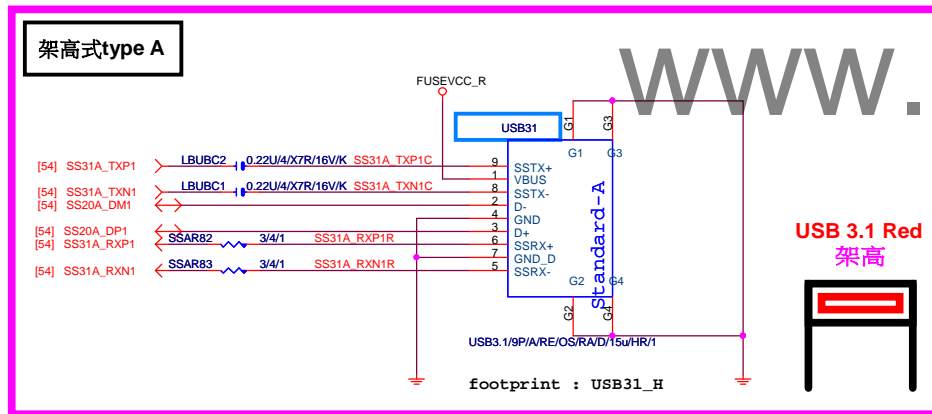 架高式type A
www.
FUSEVCC_R
USB31
G1
G3
[54] SS31A_TXP1 LBUBC2 0.22U/4/X7R/16V/K SS31A_TXP1C 9 SSTX+
1 VBUS
[54] SS31A_TXN1 LBUBC1 0.22U/4/X7R/16V/K SS31A_TXN1C 8 SSTX-
[54] SS20A_DM1 2 D-
4 GND
[54] SS20A_DP1 3 D+
[54] SS31A_RXP1 SSAR82 3/4/1 SS31A_RXP1R 6 SSRX+
7 GND_D
[54] SS31A_RXN1 SSAR83 3/4/1 SS31A_RXN1R 5 SSRX-
G1 G3
Standard-A
G2 G4
G2
G4
USB3.1/9P/A/RE/OS/RA/D/15u/HR/1
footprint : USB31_H
USB 3.1 Red
架高